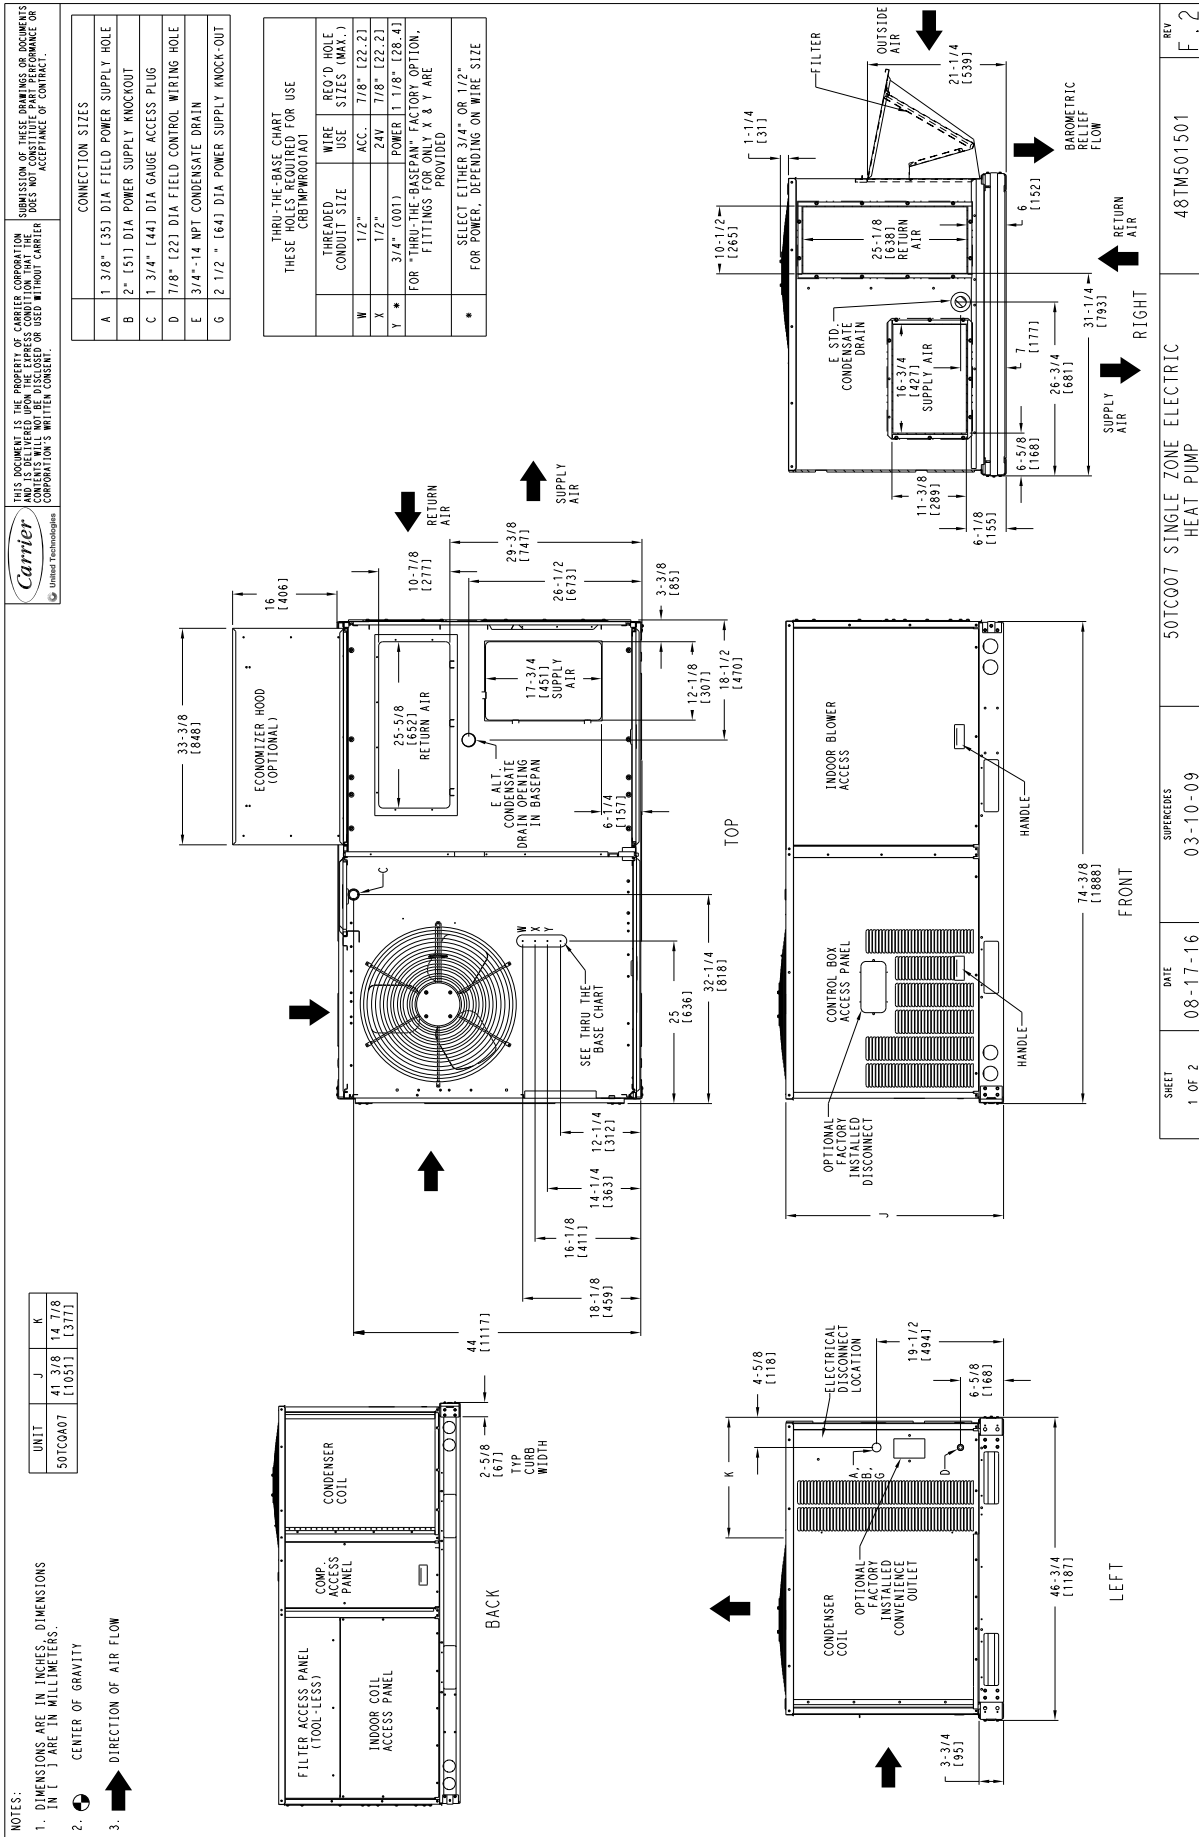 NOTES:
1. DIMENSIONS ARE IN INCHES, DIMENSIONS
IN [ ] ARE IN MILLIMETERS.
2. CENTER OF GRAVITY
3. DIRECTION OF AIR FLOW
UNIT J K
50TCQA07 41 3/8 [1051] 14 7/8 [377]
Carrier
United Technologies
THIS DOCUMENT IS THE PROPERTY OF CARRIER CORPORATION
AND IS DELIVERED UPON THE EXPRESS CONDITION THAT THE
CONTENTS WILL NOT BE DISCLOSED OR USED WITHOUT CARRIER
CORPORATION'S WRITTEN CONSENT.
SUBMISSION OF THESE DRAWINGS OR DOCUMENTS
DOES NOT CONSTITUTE PART PERFORMANCE OR
ACCEPTANCE OF CONTRACT.
CONNECTION SIZES
A 1 3/8" [35] DIA FIELD POWER SUPPLY HOLE
B 2" [51] DIA POWER SUPPLY KNOCKOUT
C 1 3/4" [44] DIA GAUGE ACCESS PLUG
D 7/8" [22] DIA FIELD CONTROL WIRING HOLE
E 3/4"-14 NPT CONDENSATE DRAIN
G 2 1/2 " [64] DIA POWER SUPPLY KNOCK-OUT
THRU-THE-BASE CHART
THESE HOLES REQUIRED FOR USE
CRBTMPWR001A01
THREADED CONDUIT SIZE WIRE USE REQ'D HOLE SIZES (MAX.)
W 1/2" ACC. 7/8" [22.2]
X 1/2" 24V 7/8" [22.2]
Y * 3/4" (001) POWER 1 1/8" [28.4]
FOR "THRU-THE-BASEPAN" FACTORY OPTION,
FITTINGS FOR ONLY X & Y ARE
PROVIDED
* SELECT EITHER 3/4" OR 1/2"
FOR POWER, DEPENDING ON WIRE SIZE
FILTER ACCESS PANEL
(TOOL-LESS)
INDOOR COIL
ACCESS PANEL
COMP.
ACCESS
PANEL
CONDENSER
COIL
2-5/8
[67]
TYP
CURB
WIDTH
BACK
44
[1117]
18-1/8
[459]
16-1/8
[411]
14-1/4
[363]
12-1/4
[312]
33-3/8
[848]
16
[406]
ECONOMIZER HOOD
(OPTIONAL)
C
W
X
Y
SEE THRU THE
BASE CHART
25
[636]
32-1/4
[818]
25-5/8
[652]
RETURN AIR
E ALT.
CONDENSATE
DRAIN OPENING
IN BASEPAN
17-3/4
[451]
SUPPLY
AIR
6-1/4
[157]
10-7/8
[277]
RETURN
AIR
29-3/8
[747]
SUPPLY
AIR
26-1/2
[673]
3-3/8
[85]
12-1/8
[307]
18-1/2
[470]
TOP
1-1/4
[31]
FILTER
OUTSIDE
AIR
21-1/4
[539]
BAROMETRIC
RELIEF
FLOW
10-1/2
[265]
25-1/8
[638]
RETURN
AIR
6
[152]
RETURN
AIR
E STD.
CONDENSATE
DRAIN
16-3/4
[427]
SUPPLY AIR
7
[177]
31-1/4
[793]
26-3/4
[681]
6-5/8
[168]
SUPPLY
AIR
11-3/8
[289]
6-1/8
[155]
RIGHT
K
4-5/8
[118]
ELECTRICAL
DISCONNECT
LOCATION
19-1/2
[494]
6-5/8
[168]
A,
B,
G
D
CONDENSER
COIL
OPTIONAL
FACTORY
INSTALLED
CONVENIENCE
OUTLET
3-3/4
[95]
46-3/4
[1187]
LEFT
J
OPTIONAL
FACTORY
INSTALLED
DISCONNECT
CONTROL BOX
ACCESS PANEL
INDOOR BLOWER
ACCESS
HANDLE
HANDLE
74-3/8
[1888]
FRONT
SHEET
1 OF 2
DATE
08-17-16
SUPERCEDES
03-10-09
50TCQ07 SINGLE ZONE ELECTRIC
HEAT PUMP
48TM501501
REV